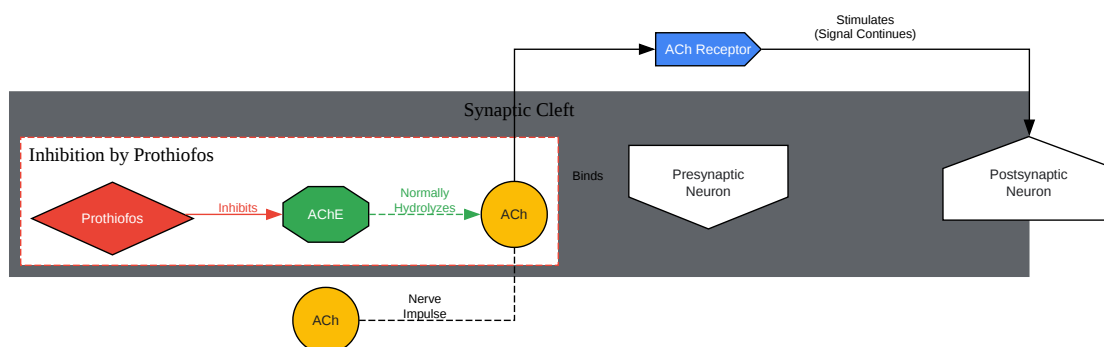 Stimulates
(Signal Continues)
ACh Receptor
Synaptic Cleft
Inhibition by Prothiofos
Prothiofos
Inhibits
AChE
Normally
Hydrolyzes
ACh
Binds
Presynaptic
Neuron
Postsynaptic
Neuron
ACh
Nerve
Impulse